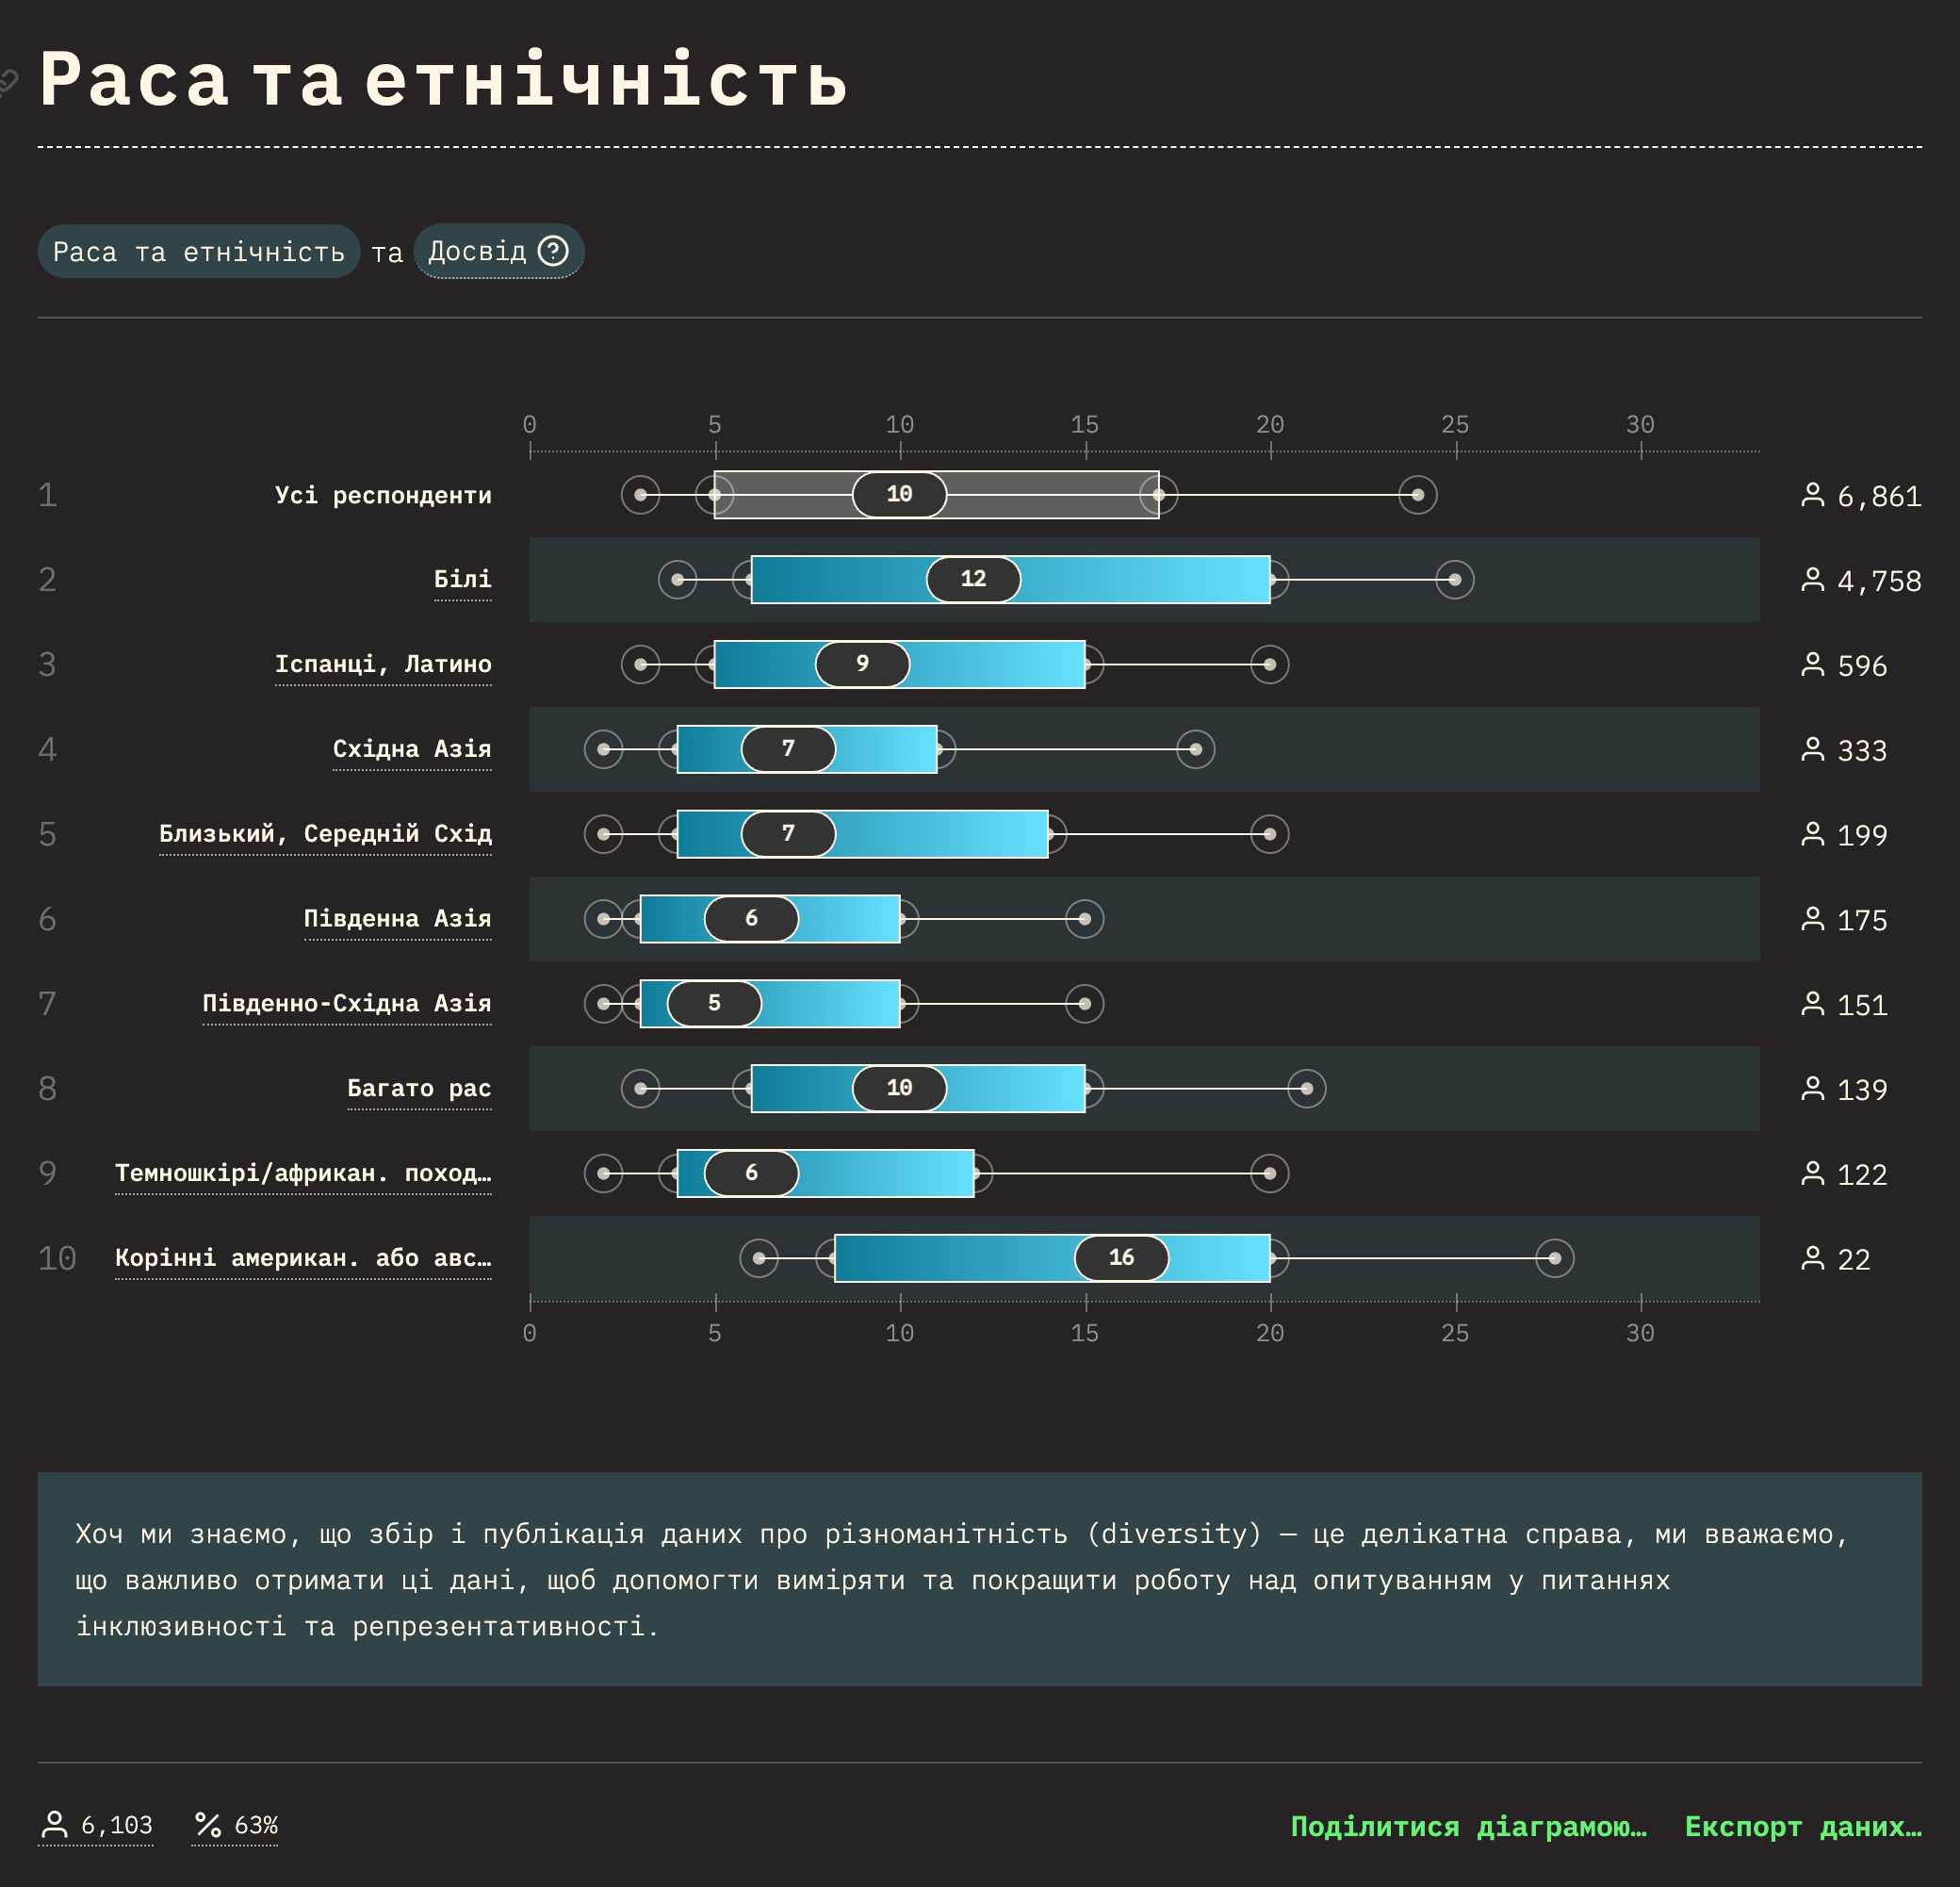 Раса та етнічність
Раса та етнічність та Досвід ?
0 5 10 15 20 25 30
1 Усі респонденти 10 6,861
2 Білі 12 4,758
3 Іспанці, Латино 9 596
4 Східна Азія 7 333
5 Близький, Середній Схід 7 199
6 Південна Азія 6 175
7 Південно-Східна Азія 5 151
8 Багато рас 10 139
9 Темношкірі/африкан. поход… 6 122
10 Корінні американ. або авс… 16 22
0 5 10 15 20 25 30
Хоч ми знаємо, що збір і публікація даних про різноманітність (diversity) — це делікатна справа, ми вважаємо,
що важливо отримати ці дані, щоб допомогти виміряти та покращити роботу над опитуванням у питаннях
інклюзивності та репрезентативності.
6,103 % 63% Поділитися діаграмою… Експорт даних…